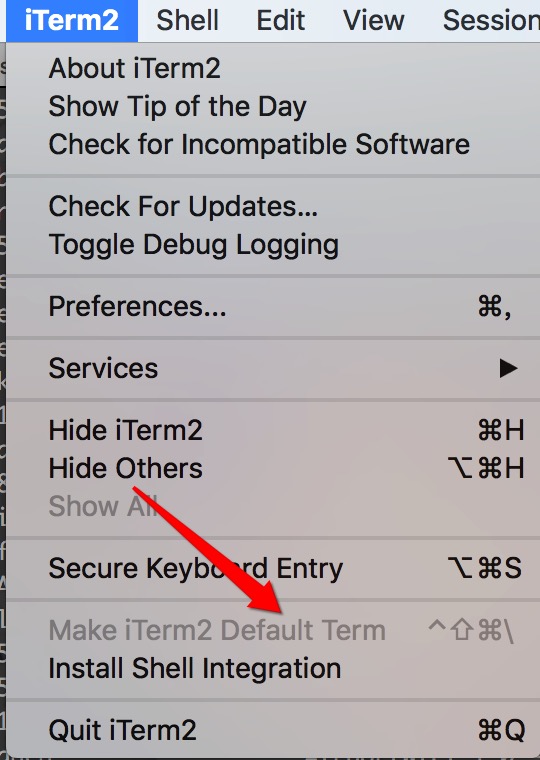 iTerm2 Shell Edit View Session
About iTerm2
Show Tip of the Day
Check for Incompatible Software
Check For Updates...
Toggle Debug Logging
Preferences... ⌘,
Services ▶
Hide iTerm2 ⌘H
Hide Others ⌥⌘H
Show All
Secure Keyboard Entry ⌥⌘S
Make iTerm2 Default Term ^⇧⌘\
Install Shell Integration
Quit iTerm2 ⌘Q